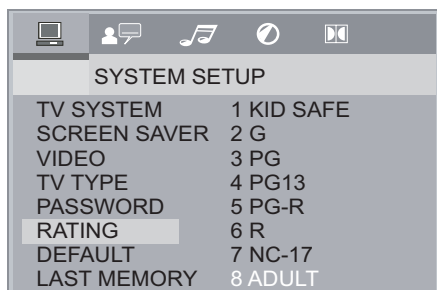 SYSTEM SETUP
TV SYSTEM 1 KID SAFE
SCREEN SAVER 2 G
VIDEO 3 PG
TV TYPE 4 PG13
PASSWORD 5 PG-R
RATING 6 R
DEFAULT 7 NC-17
LAST MEMORY 8 ADULT